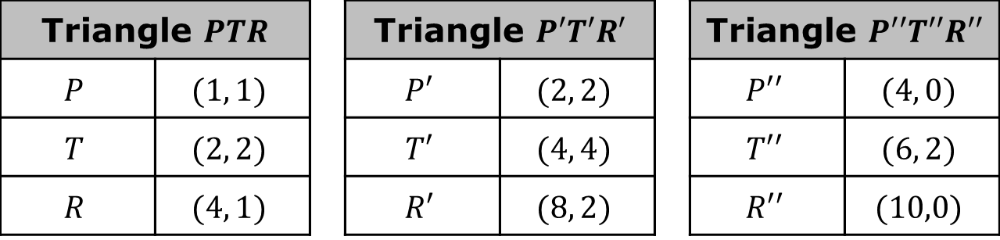 Triangle PTR
P (1, 1)
T (2, 2)
R (4, 1)
Triangle P′T′R′
P′ (2, 2)
T′ (4, 4)
R′ (8, 2)
Triangle P″T″R″
P″ (4, 0)
T″ (6, 2)
R″ (10,0)